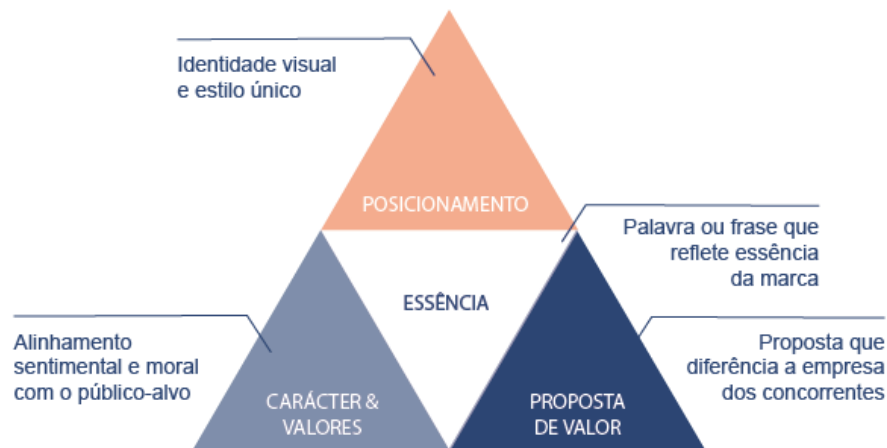 Identidade visual
e estilo único
POSICIONAMENTO
Palavra ou frase que
reflete essência
da marca
ESSÊNCIA
Alinhamento
sentimental e moral
com o público-alvo
Proposta que
diferência a empresa
dos concorrentes
CARÁCTER &
VALORES
PROPOSTA
DE VALOR